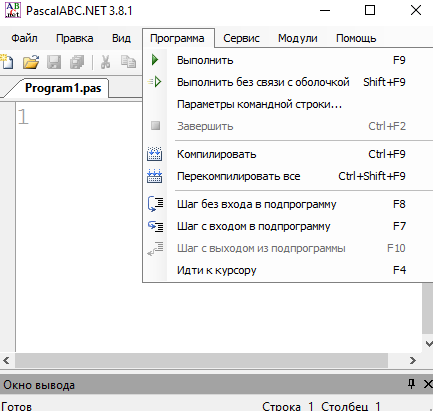 PascalABC.NET 3.8.1
Файл Правка Вид Программа Сервис Модули Помощь
Program1.pas
1
Выполнить F9
Выполнить без связи с оболочкой Shift+F9
Параметры командной строки...
Завершить Ctrl+F2
Компилировать Ctrl+F9
Перекомпилировать все Ctrl+Shift+F9
Шаг без входа в подпрограмму F8
Шаг с входом в подпрограмму F7
Шаг с выходом из подпрограммы F10
Идти к курсору F4
Окно вывода
Готов Строка 1 Столбец 1